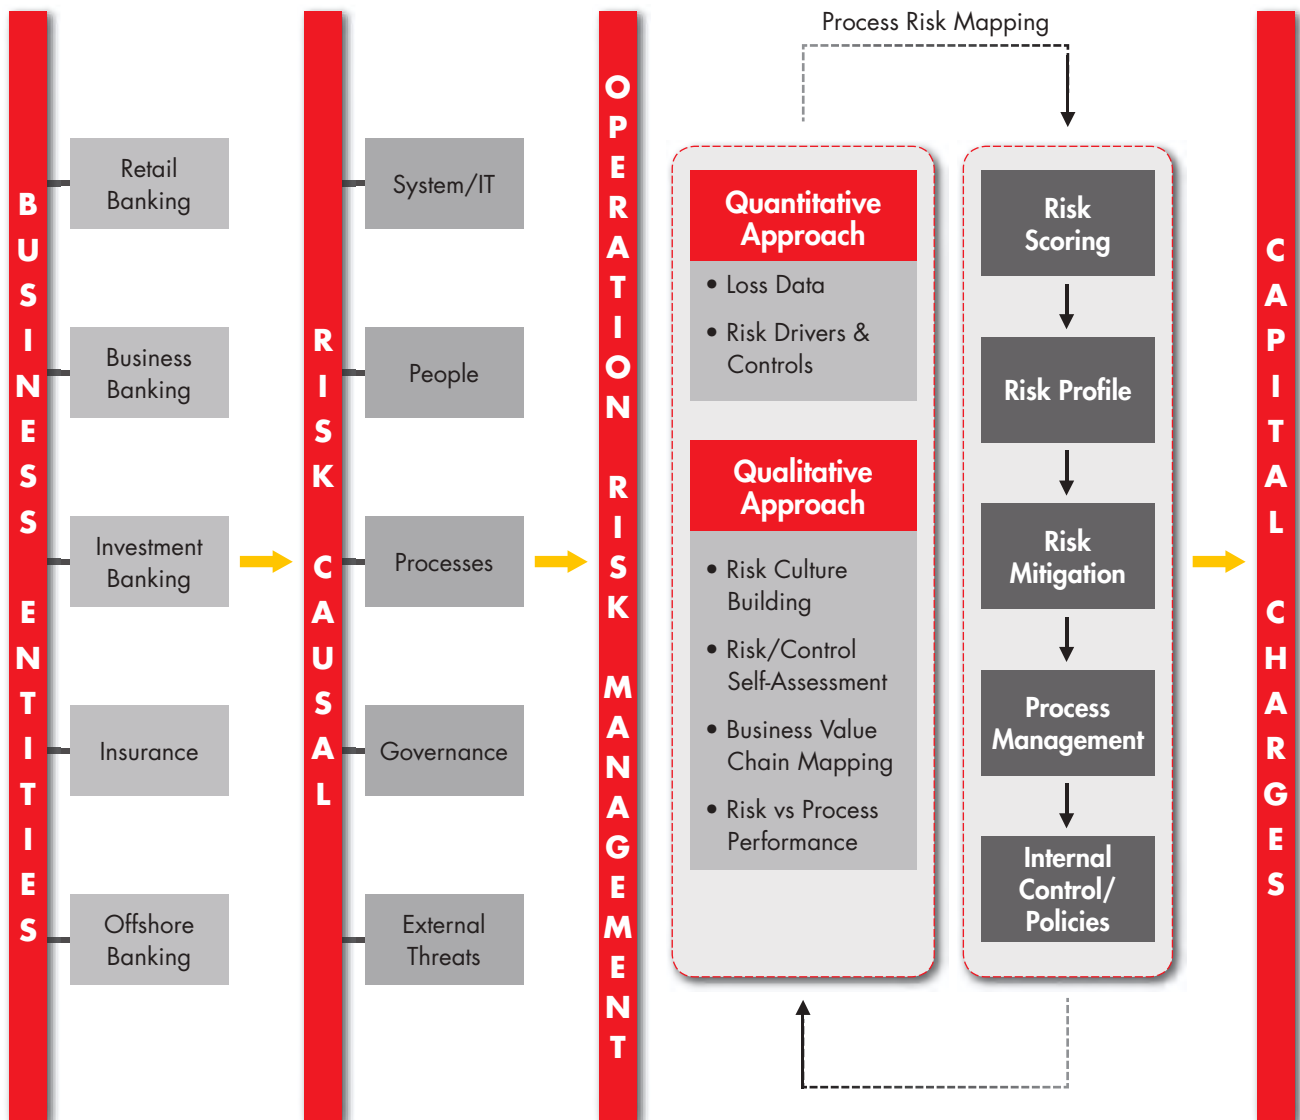 Process Risk Mapping
BUSINESS ENTITIES
Retail
Banking
Business
Banking
Investment
Banking
Insurance
Offshore
Banking
RISK CAUSAL
System/IT
People
Processes
Governance
External
Threats
OPERATION RISK MANAGEMENT
Quantitative
Approach
• Loss Data
• Risk Drivers &
Controls
Qualitative
Approach
• Risk Culture
Building
• Risk/Control
Self-Assessment
• Business Value
Chain Mapping
• Risk vs Process
Performance
Risk
Scoring
Risk Profile
Risk
Mitigation
Process
Management
Internal
Control/
Policies
CAPITAL CHARGES